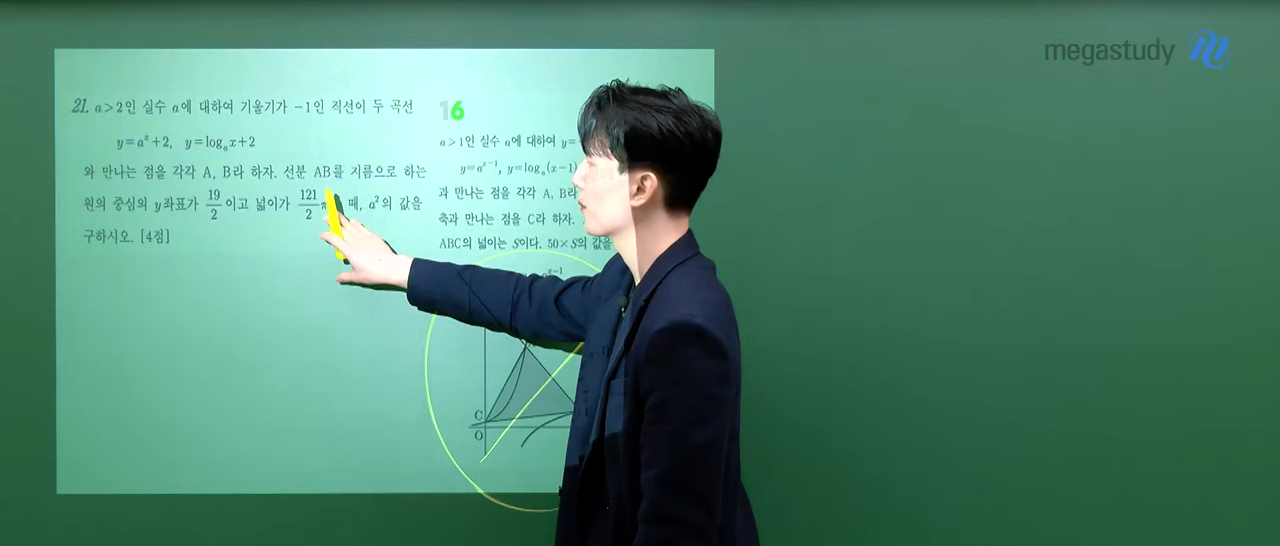 megastudy
21. a>2인 실수 a에 대하여 기울기가 -1인 직선이 두 곡선
y=aˣ+2, y=logₐx+2
와 만나는 점을 각각 A, B라 하자. 선분 AB를 지름으로 하는
원의 중심의 y좌표가 19/2이고 넓이가 121/2π 때, a²의 값을
구하시오. [4점]
16
a>1인 실수 a에 대하여 y=
y=aˣ⁻¹, y=logₐ(x-1)
과 만나는 점을 각각 A, B라
축과 만나는 점을 C라 하자.
ABC의 넓이는 S이다. 50×S의 값을
C
O